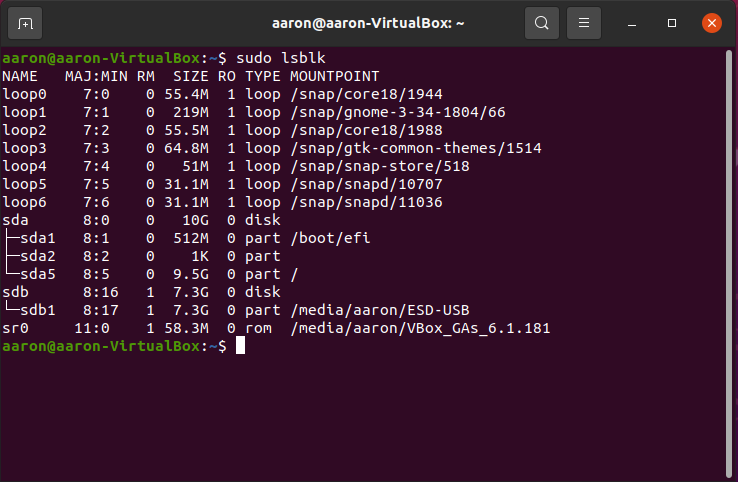 aaron@aaron-VirtualBox: ~
aaron@aaron-VirtualBox:~$ sudo lsblk
NAME   MAJ:MIN RM  SIZE RO TYPE MOUNTPOINT
loop0    7:0    0 55.4M  1 loop /snap/core18/1944
loop1    7:1    0  219M  1 loop /snap/gnome-3-34-1804/66
loop2    7:2    0 55.5M  1 loop /snap/core18/1988
loop3    7:3    0 64.8M  1 loop /snap/gtk-common-themes/1514
loop4    7:4    0   51M  1 loop /snap/snap-store/518
loop5    7:5    0 31.1M  1 loop /snap/snapd/10707
loop6    7:6    0 31.1M  1 loop /snap/snapd/11036
sda      8:0    0   10G  0 disk
├─sda1   8:1    0  512M  0 part /boot/efi
├─sda2   8:2    0    1K  0 part
└─sda5   8:5    0  9.5G  0 part /
sdb      8:16   1  7.3G  0 disk
└─sdb1   8:17   1  7.3G  0 part /media/aaron/ESD-USB
sr0     11:0    1 58.3M  0 rom  /media/aaron/VBox_GAs_6.1.181
aaron@aaron-VirtualBox:~$